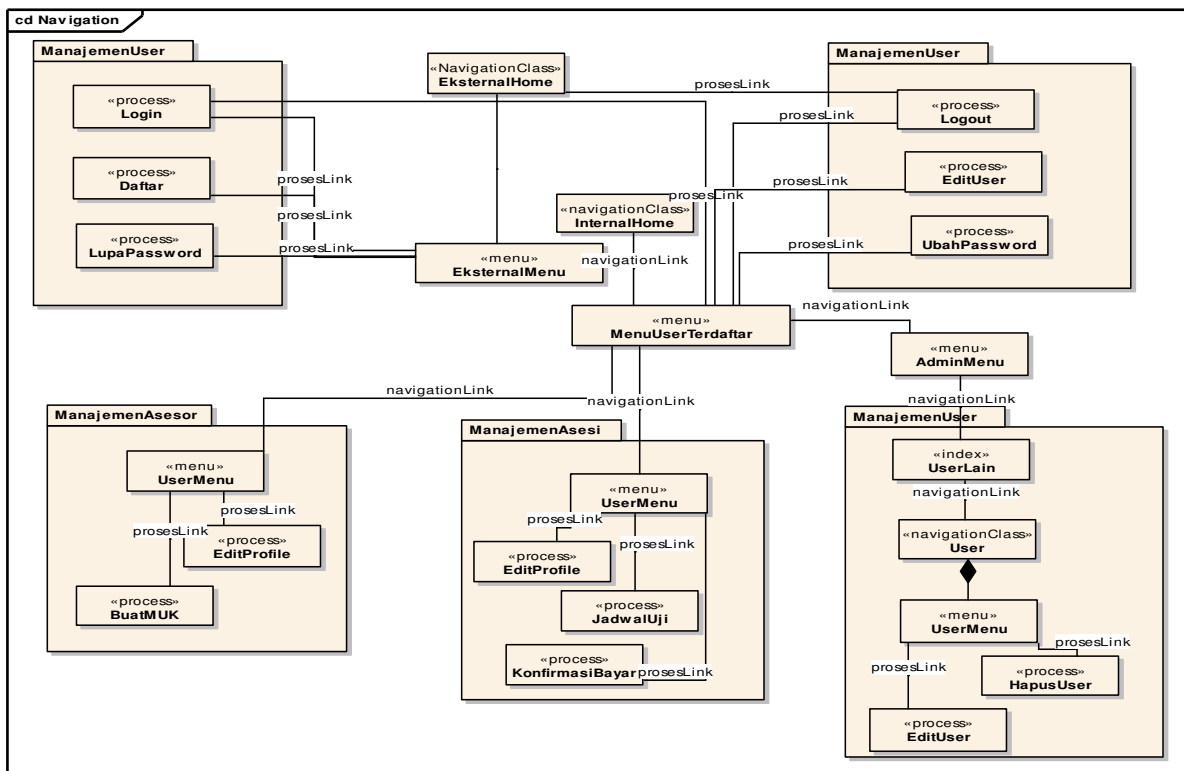 cd Navigation
ManajemenUser
«process»
Login
«process»
Daftar
«process»
LupaPassword
«NavigationClass»
EksternalHome
«navigationClass»
InternalHome
«menu»
EksternalMenu
ManajemenUser
«process»
Logout
«process»
EditUser
«process»
UbahPassword
prosesLink
prosesLink
prosesLink
prosesLink
prosesLink
prosesLink
prosesLink
prosesLink
navigationLink
«menu»
MenuUserTerdaftar
navigationLink
«menu»
AdminMenu
navigationLink
navigationLink
navigationLink
ManajemenAsesor
«menu»
UserMenu
prosesLink
prosesLink
«process»
EditProfile
«process»
BuatMUK
ManajemenAsesi
«menu»
UserMenu
prosesLink
prosesLink
«process»
EditProfile
«process»
JadwalUji
«process»
KonfirmasiBayar
prosesLink
ManajemenUser
«index»
UserLain
navigationLink
«navigationClass»
User
«menu»
UserMenu
prosesLink
prosesLink
«process»
HapusUser
«process»
EditUser